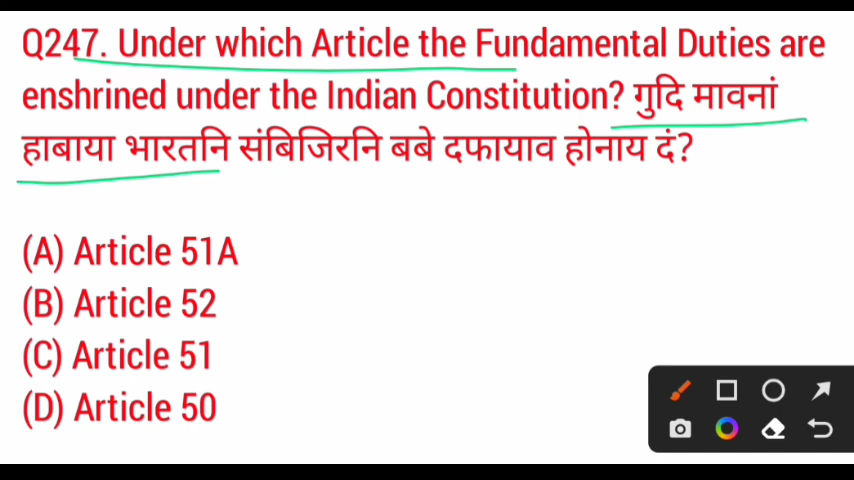 Q247. Under which Article the Fundamental Duties are
enshrined under the Indian Constitution? गुदि मावनां
हाबाया भारतनि संबिजिरनि बबे दफायाव होनाय दं?
(A) Article 51A
(B) Article 52
(C) Article 51
(D) Article 50